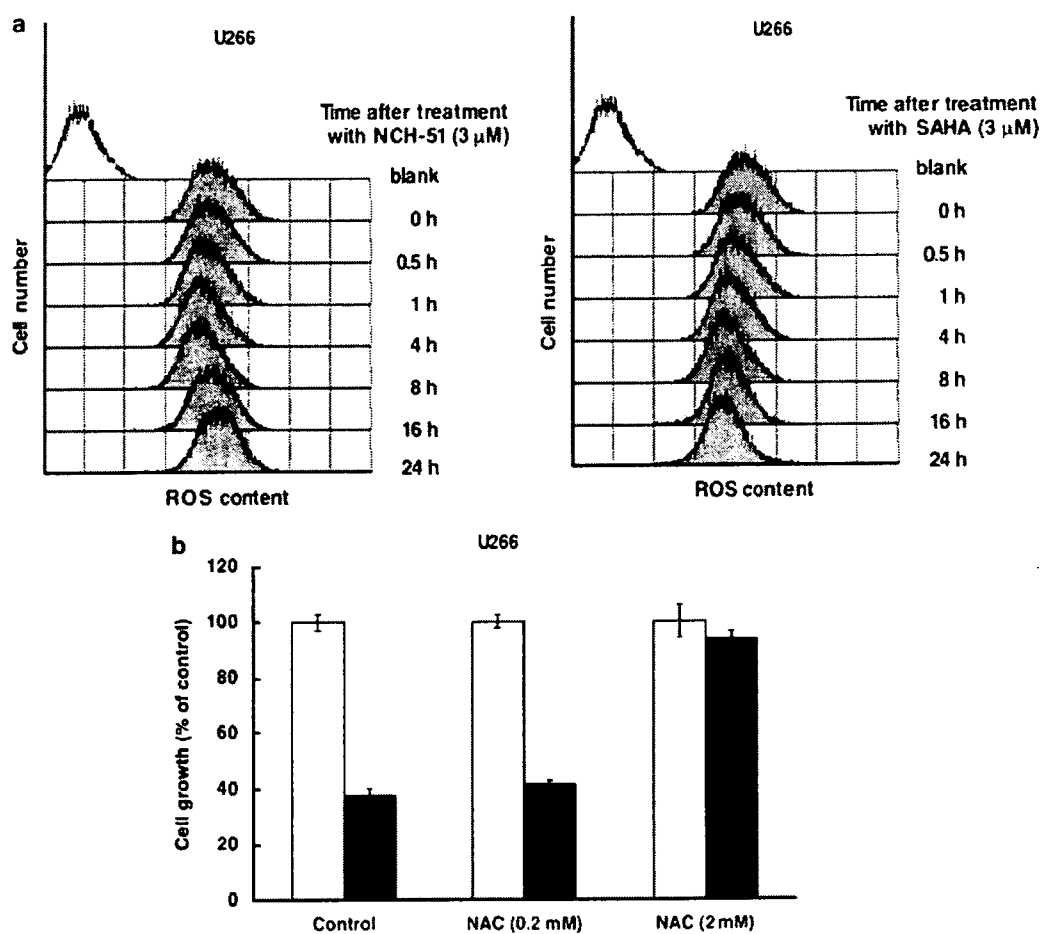 a
U266
Time after treatment
with NCH-51 (3 µM)
blank
0 h
0.5 h
1 h
4 h
8 h
16 h
24 h
Cell number
ROS content
U266
Time after treatment
with SAHA (3 µM)
blank
0 h
0.5 h
1 h
4 h
8 h
16 h
24 h
Cell number
ROS content
b
U266
Cell growth (% of control)
120
100
80
60
40
20
0
Control
NAC (0.2 mM)
NAC (2mM)